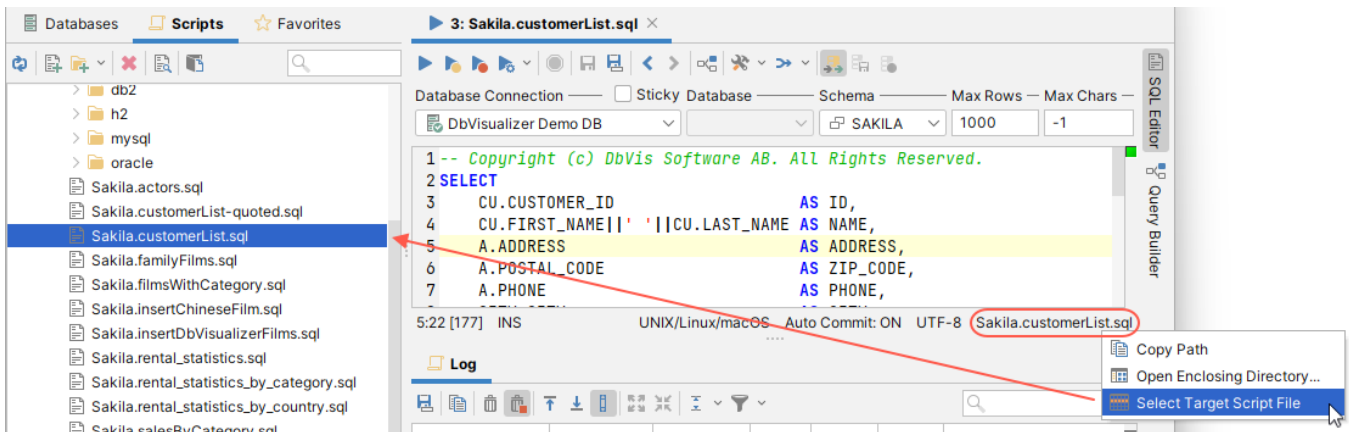 Databases Scripts Favorites
3: Sakila.customerList.sql
Database Connection Sticky Database Schema Max Rows Max Chars
DbVisualizer Demo DB SAKILA 1000 -1
db2
h2
mysql
oracle
Sakila.actors.sql
Sakila.customerList-quoted.sql
Sakila.customerList.sql
Sakila.familyFilms.sql
Sakila.filmsWithCategory.sql
Sakila.insertChineseFilm.sql
Sakila.insertDbVisualizerFilms.sql
Sakila.rental_statistics.sql
Sakila.rental_statistics_by_category.sql
Sakila.rental_statistics_by_country.sql
Sakila.salesByCategory.sql
1 -- Copyright (c) DbVis Software AB. All Rights Reserved.
2 SELECT
3 CU.CUSTOMER_ID AS ID,
4 CU.FIRST_NAME||' '||CU.LAST_NAME AS NAME,
5 A.ADDRESS AS ADDRESS,
6 A.POSTAL_CODE AS ZIP_CODE,
7 A.PHONE AS PHONE,
5:22 [177] INS UNIX/Linux/macOS Auto Commit: ON UTF-8 Sakila.customerList.sql
SQL Editor
Query Builder
Log
Copy Path
Open Enclosing Directory...
Select Target Script File